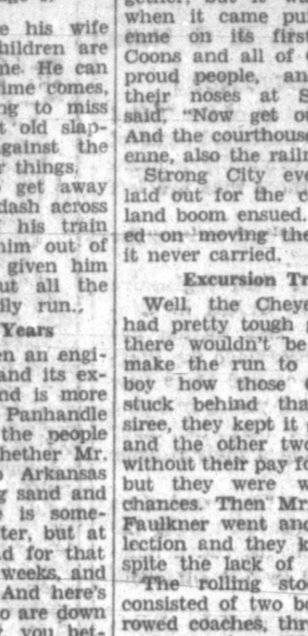 e his wife
hildren are
ne. He can
ime comes,
ng to miss
t old slap-
gainst the
r things.
get away
dash across
his train
him out of
given him
ut all the
ily run.,
Years
en an engi-
and its ex-
nd is more
Panhandle
the people
hether Mr.
o Arkansas
g sand and
is some-
ter, but at
d for that
weeks, and
And here's
o are down
you bet-
when it came pu
enne on its first
Coons and all of
proud people, an
their noses at S
said, "Now get o
And the courthous
enne, also the railr
Strong City eve
laid out for the c
land boom ensued.
ed on moving the
it never carried.
Excursion Tr
Well, the Cheye
had pretty tough
there wouldn't be
make the run to
boy how those
stuck behind tha
siree, they kept it
and the other two
without their pay fo
but they were w
chances. Then Mr.
Faulkner went and
lection and they k
spite the lack of
The rolling sto
consisted of two b
rowed coaches, th